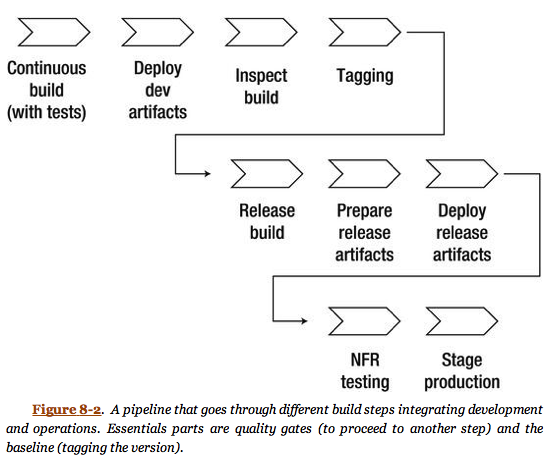 Continuous
build
(with tests)
Deploy
dev
artifacts
Inspect
build
Tagging
Release
build
Prepare
release
artifacts
Deploy
release
artifacts
NFR
testing
Stage
production
Figure 8-2. A pipeline that goes through different build steps integrating development
and operations. Essentials parts are quality gates (to proceed to another step) and the
baseline (tagging the version).